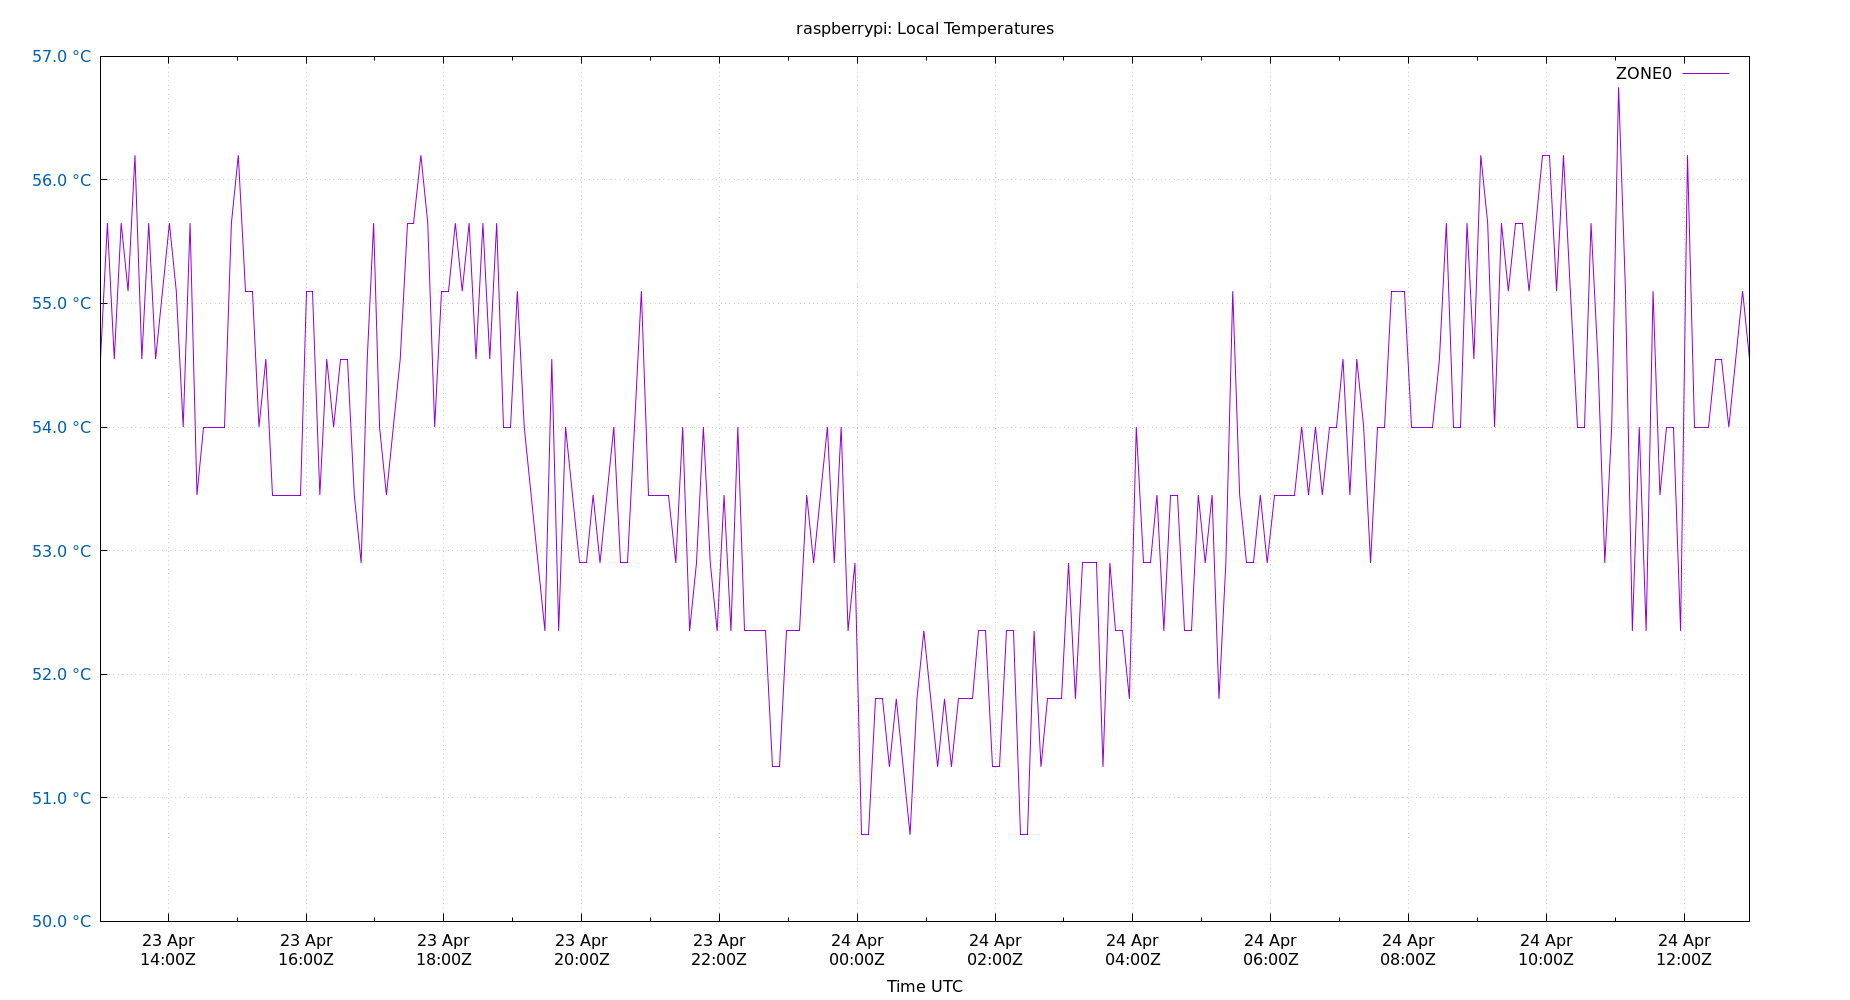 raspberrypi: Local Temperatures
57.0 °C
56.0 °C
55.0 °C
54.0 °C
53.0 °C
52.0 °C
51.0 °C
50.0 °C
ZONE0
23 Apr 23 Apr 23 Apr 23 Apr 23 Apr 24 Apr 24 Apr 24 Apr 24 Apr 24 Apr 24 Apr 24 Apr
14:00Z 16:00Z 18:00Z 20:00Z 22:00Z 00:00Z 02:00Z 04:00Z 06:00Z 08:00Z 10:00Z 12:00Z
Time UTC